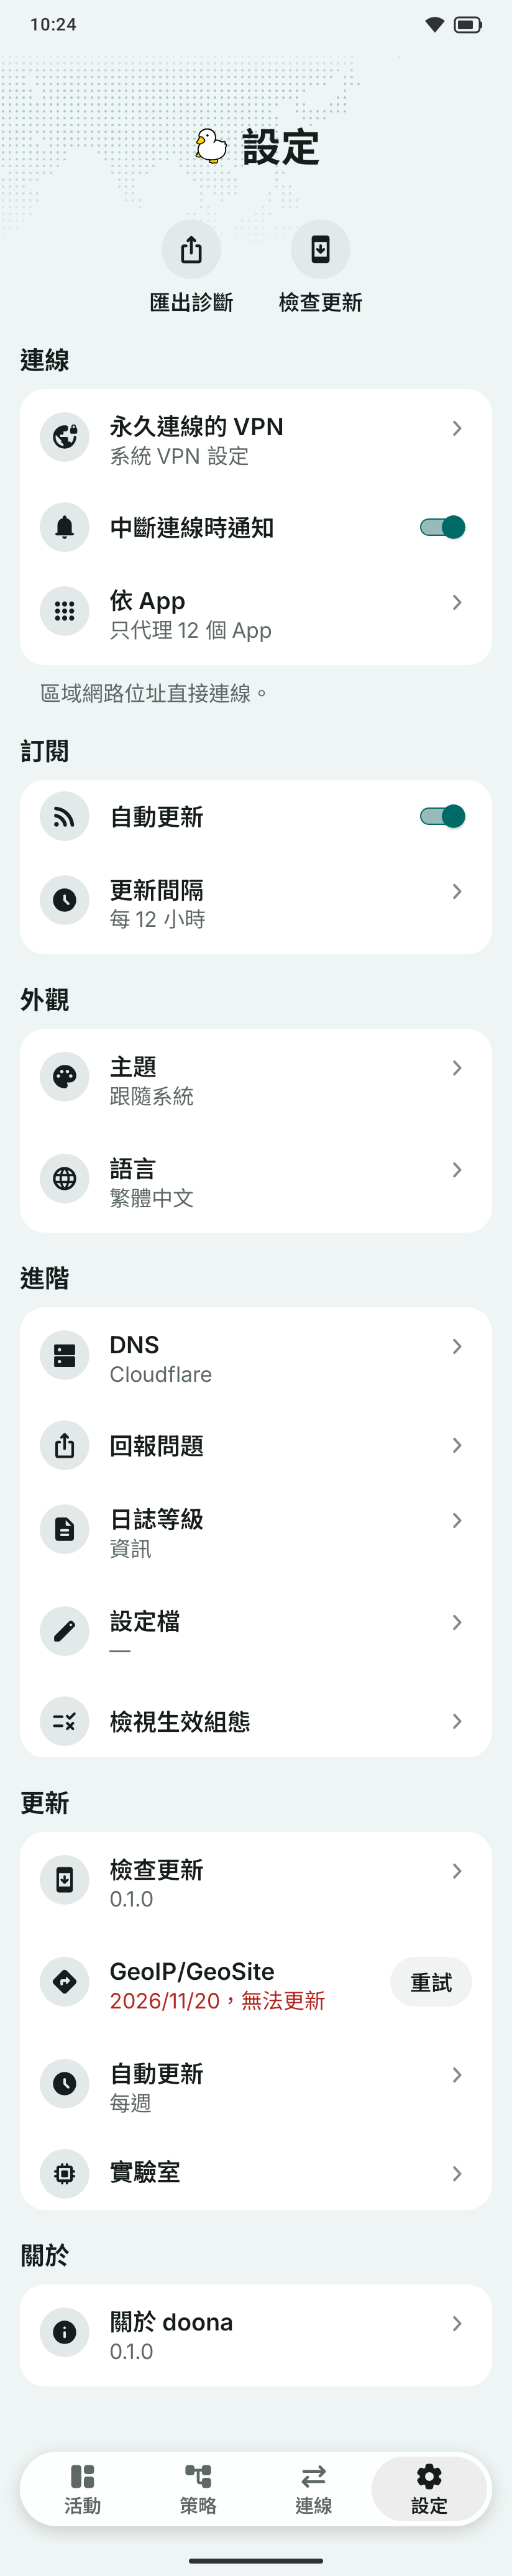 10:24
設定
匯出診斷
檢查更新
連線
永久連線的 VPN
系統 VPN 設定
中斷連線時通知
依 App
只代理 12 個 App
區域網路位址直接連線。
訂閱
自動更新
更新間隔
每 12 小時
外觀
主題
跟隨系統
語言
繁體中文
進階
DNS
Cloudflare
回報問題
日誌等級
資訊
設定檔
—
檢視生效組態
更新
檢查更新
0.1.0
GeoIP/GeoSite
2026/11/20，無法更新
重試
自動更新
每週
實驗室
關於
關於 doona
0.1.0
活動
策略
連線
設定